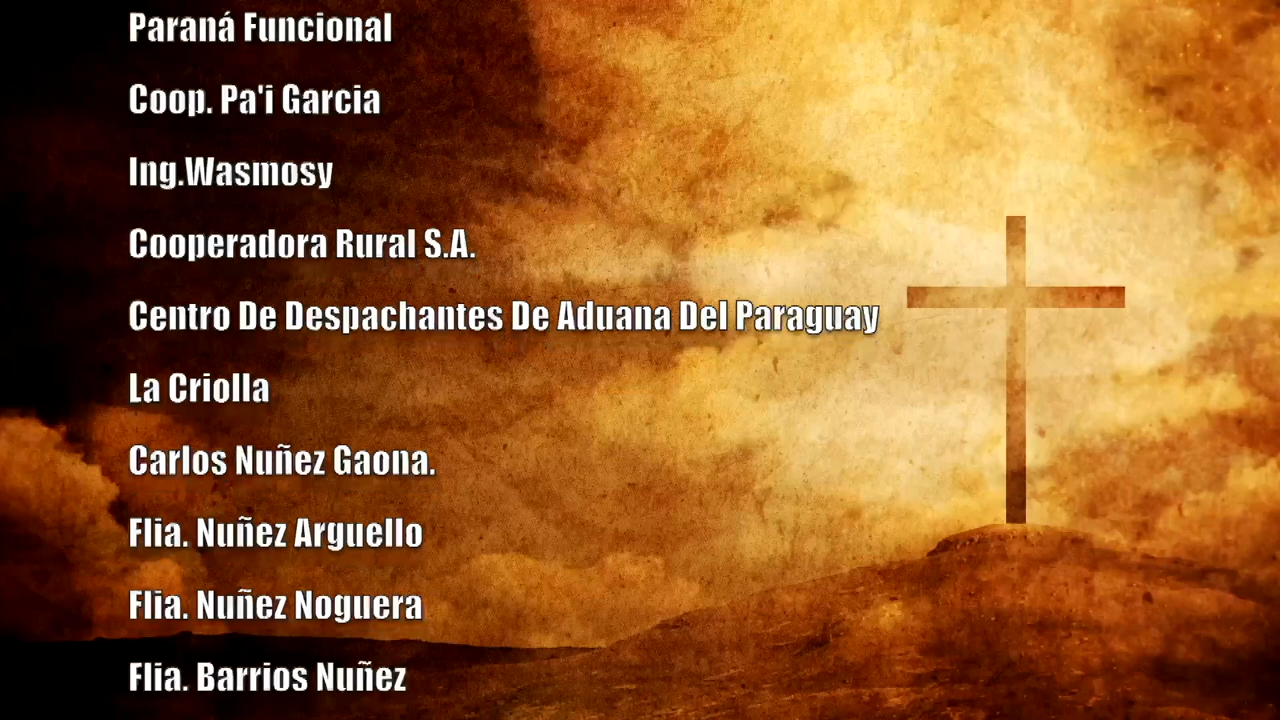 Paraná Funcional
Coop. Pa'i Garcia
Ing.Wasmosy
Cooperadora Rural S.A.
Centro De Despachantes De Aduana Del Paraguay
La Criolla
Carlos Nuñez Gaona.
Flia. Nuñez Arguello
Flia. Nuñez Noguera
Flia. Barrios Nuñez